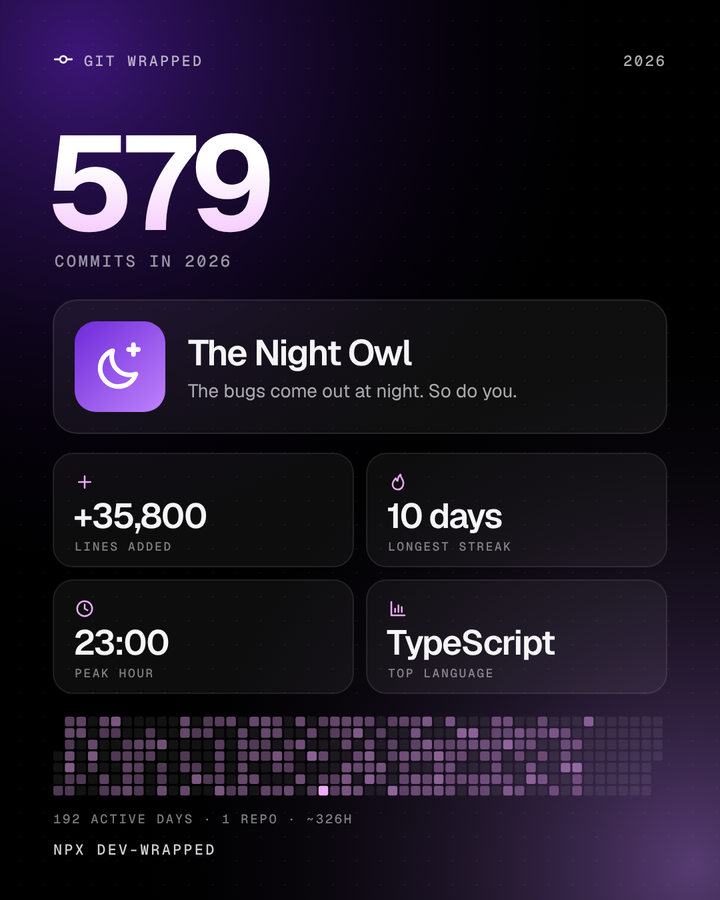 GIT WRAPPED
2026
579
COMMITS IN 2026
The Night Owl
The bugs come out at night. So do you.
+35,800
LINES ADDED
10 days
LONGEST STREAK
23:00
PEAK HOUR
TypeScript
TOP LANGUAGE
192 ACTIVE DAYS · 1 REPO · ~326H
NPX DEV-WRAPPED